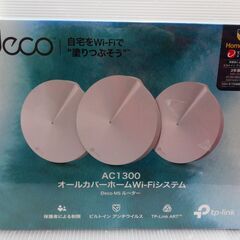 deco
自宅をWi-Fiで
"塗りつぶそう"
Home
AC1300
オールカバーホームWi-Fiシステム
Deco M5 ルーター
保護者による制限
ビルトイン アンチウイルス
TP-Link ART™
tp-link